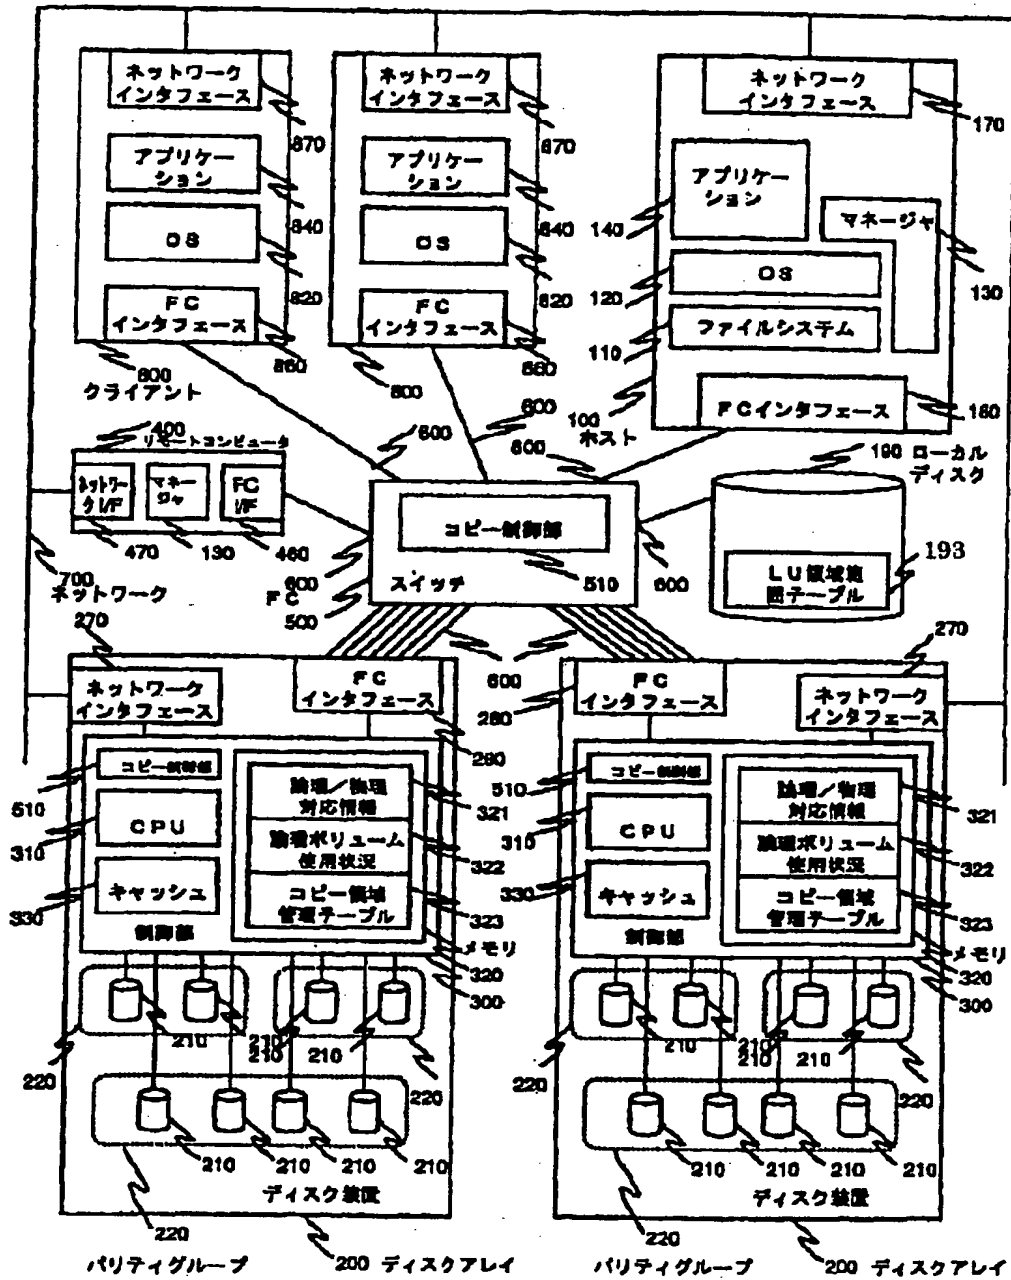 ネットワーク
インタフェース
870
アプリケー
ション
840
OS
820
FC
インタフェース
860
800
クライアント
ネットワーク
インタフェース
870
アプリケー
ション
840
OS
820
FC
インタフェース
860
800
ネットワーク
インタフェース
170
アプリケー
ション
140
マネージャ
130
OS
120
ファイルシステム
110
FCインタフェース
160
100
ホスト
600
600
600
400
リモートコンピュータ
ネットワー
クI/F
マネー
ジャ
FC
I/F
470
130
460
700
ネットワーク
コピー制御部
510
スイッチ
600
FC
500
600
190 ローカル
ディスク
193
LU領域範
囲テーブル
600
270
ネットワーク
インタフェース
FC
インタフェース
260
コピー制御部
510
CPU
310
キャッシュ
330
制御部
論理/物理
対応情報
321
論理ボリューム
使用状況
322
コピー領域
管理テーブル
323
メモリ
320
300
210
210
210
210
220
220
210
210
210
210
ディスク装置
220
パリティグループ
200 ディスクアレイ
270
FC
インタフェース
260
ネットワーク
インタフェース
コピー制御部
510
CPU
310
キャッシュ
330
制御部
論理/物理
対応情報
321
論理ボリューム
使用状況
322
コピー領域
管理テーブル
323
メモリ
320
300
210
210
210
210
220
220
210
210
210
210
ディスク装置
220
パリティグループ
200 ディスクアレイ